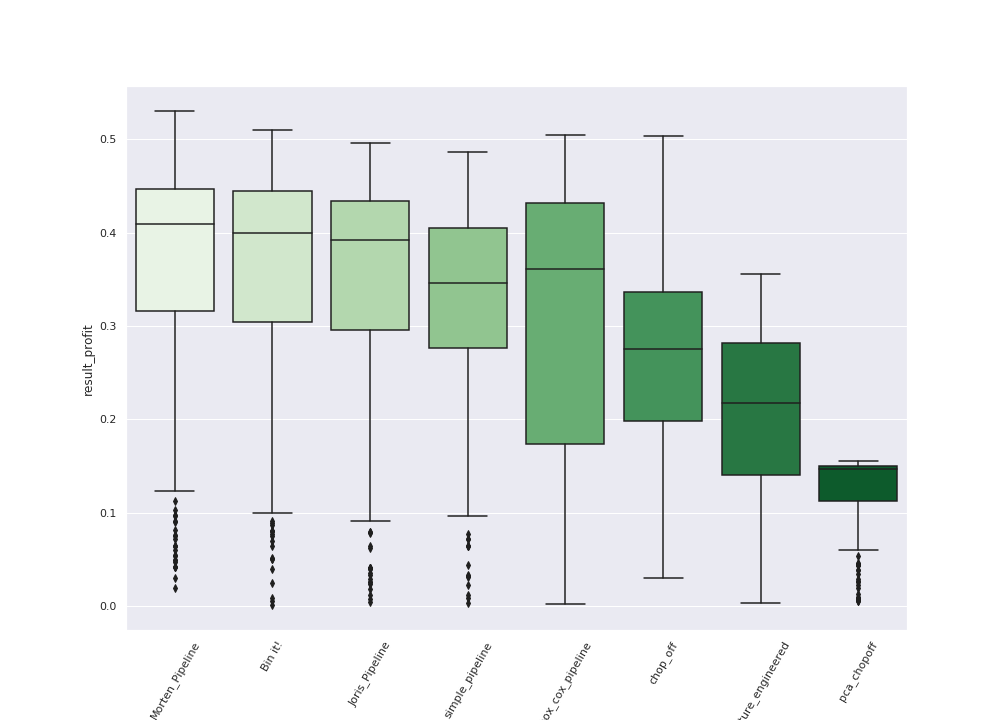 0.5
0.4
0.3
0.2
0.1
0.0
result_profit
Morten_Pipeline
Bin it!
Joris_Pipeline
simple_pipeline
ox_cox_pipeline
chop_off
ture_engineered
pca_chopoff